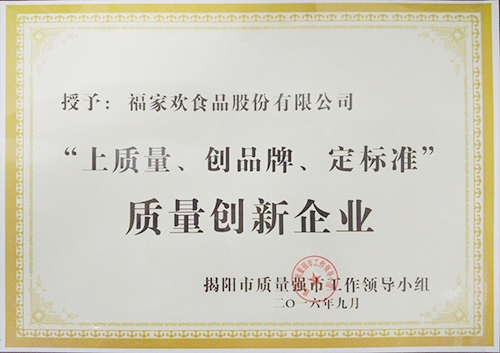 授予：福家欢食品股份有限公司
“上质量、创品牌、定标准”
质量创新企业
揭阳市质量强市工作领导小组
二〇一六年九月